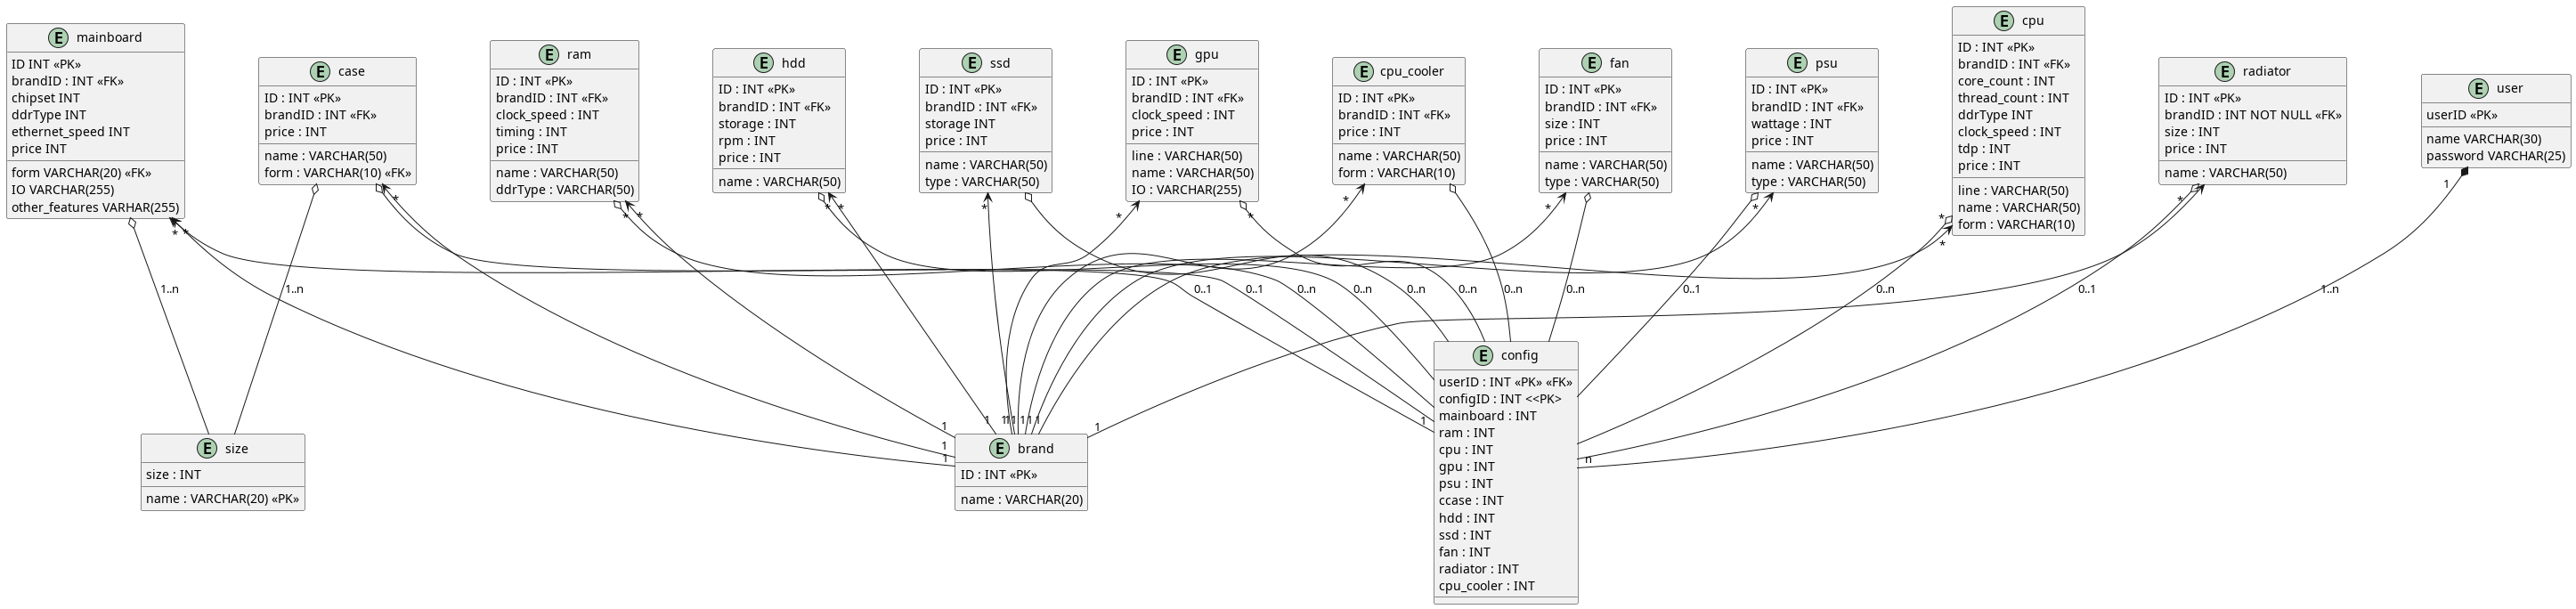 E mainboard
ID INT «PK»
brandID : INT «FK»
chipset INT
ddrType INT
ethernet_speed INT
price INT
form VARCHAR(20) «FK»
IO VARCHAR(255)
other_features VARHAR(255)
E case
ID : INT «PK»
brandID : INT «FK»
price : INT
name : VARCHAR(50)
form : VARCHAR(10) «FK»
E ram
ID : INT «PK»
brandID : INT «FK»
clock_speed : INT
timing : INT
price : INT
name : VARCHAR(50)
ddrType : VARCHAR(50)
E hdd
ID : INT «PK»
brandID : INT «FK»
storage : INT
rpm : INT
price : INT
name : VARCHAR(50)
E ssd
ID : INT «PK»
brandID : INT «FK»
storage INT
price : INT
name : VARCHAR(50)
type : VARCHAR(50)
E gpu
ID : INT «PK»
brandID : INT «FK»
clock_speed : INT
price : INT
line : VARCHAR(50)
name : VARCHAR(50)
IO : VARCHAR(255)
E cpu_cooler
ID : INT «PK»
brandID : INT «FK»
price : INT
name : VARCHAR(50)
form : VARCHAR(10)
E fan
ID : INT «PK»
brandID : INT «FK»
size : INT
price : INT
name : VARCHAR(50)
type : VARCHAR(50)
E psu
ID : INT «PK»
brandID : INT «FK»
wattage : INT
price : INT
name : VARCHAR(50)
type : VARCHAR(50)
E cpu
ID : INT «PK»
brandID : INT «FK»
core_count : INT
thread_count : INT
ddrType INT
clock_speed : INT
tdp : INT
price : INT
line : VARCHAR(50)
name : VARCHAR(50)
form : VARCHAR(10)
E radiator
ID : INT «PK»
brandID : INT NOT NULL «FK»
size : INT
price : INT
name : VARCHAR(50)
E user
userID «PK»
name VARCHAR(30)
password VARCHAR(25)
* * * * * * * * * * * * * * * * * 1
1..n 1..n 0..1 0..1 0..n 0..n 0..n 0..n 0..n 0..n 0..1 0..n 0..1 1..n
1 1 1 1 1 1 1 1 1 1 1 1 n
E size
size : INT
name : VARCHAR(20) «PK»
E brand
ID : INT «PK»
name : VARCHAR(20)
E config
userID : INT «PK» «FK»
configID : INT <<PK>
mainboard : INT
ram : INT
cpu : INT
gpu : INT
psu : INT
ccase : INT
hdd : INT
ssd : INT
fan : INT
radiator : INT
cpu_cooler : INT